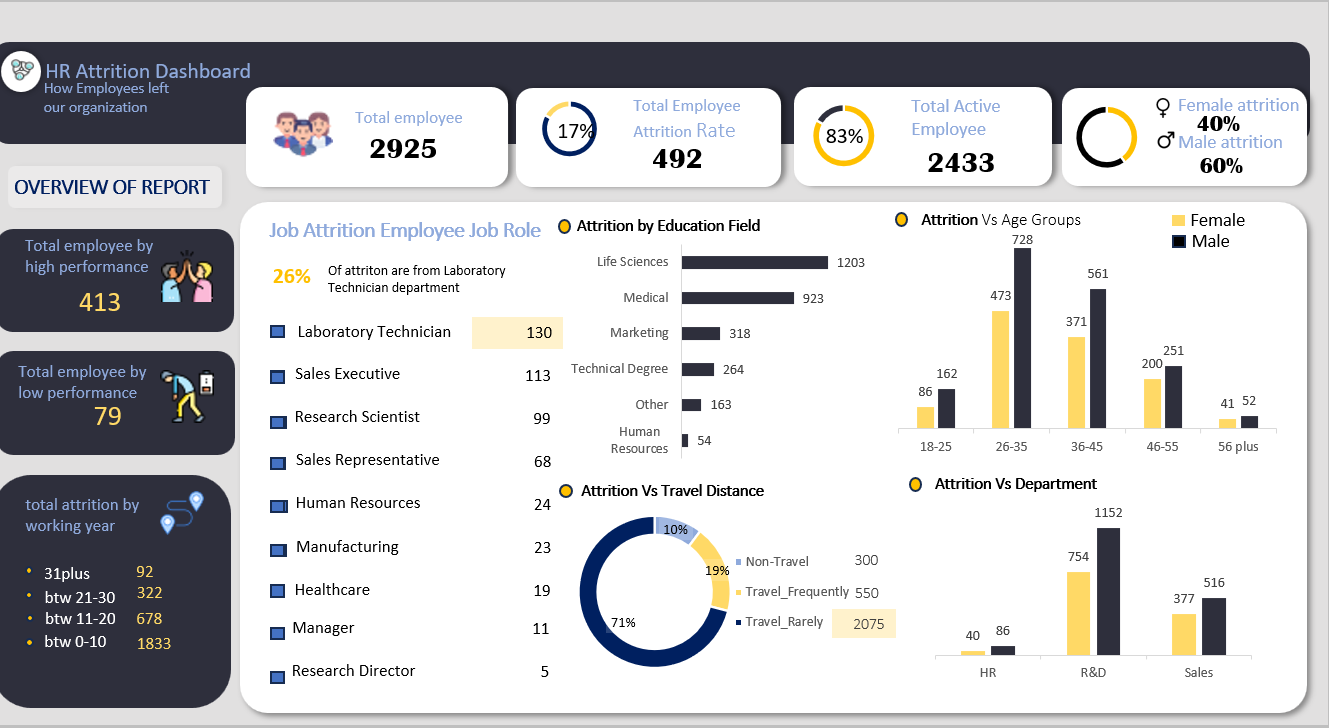 HR Attrition Dashboard
How Employees left
our organization
Total employee
2925
17%
Total Employee
Attrition Rate
492
83%
Total Active
Employee
2433
Female attrition
40%
Male attrition
60%
OVERVIEW OF REPORT
Total employee by
high performance
413
Total employee by
low performance
79
total attrition by
working year
• 31plus 92
• btw 21-30 322
• btw 11-20 678
• btw 0-10 1833
Job Attrition Employee Job Role
26%
Of attriton are from Laboratory
Technician department
Laboratory Technician 130
Sales Executive 113
Research Scientist 99
Sales Representative 68
Human Resources 24
Manufacturing 23
Healthcare 19
Manager 11
Research Director 5
Attrition by Education Field
Life Sciences 1203
Medical 923
Marketing 318
Technical Degree 264
Other 163
Human
Resources 54
Attrition Vs Travel Distance
10%
19%
71%
Non-Travel 300
Travel_Frequently 550
Travel_Rarely 2075
Attrition Vs Age Groups
Female
Male
86 162 473 728 371 561 200 251 41 52
18-25 26-35 36-45 46-55 56 plus
Attrition Vs Department
40 86 754 1152 377 516
HR R&D Sales